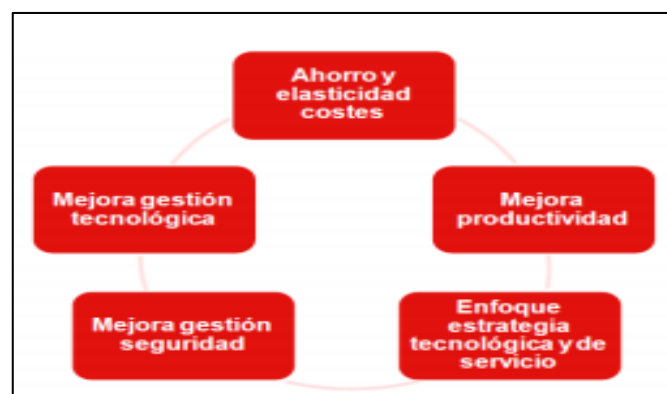 Ahorro y
elasticidad
costes
Mejora gestión
tecnológica
Mejora
productividad
Mejora gestión
seguridad
Enfoque
estrategia
tecnológica y de
servicio